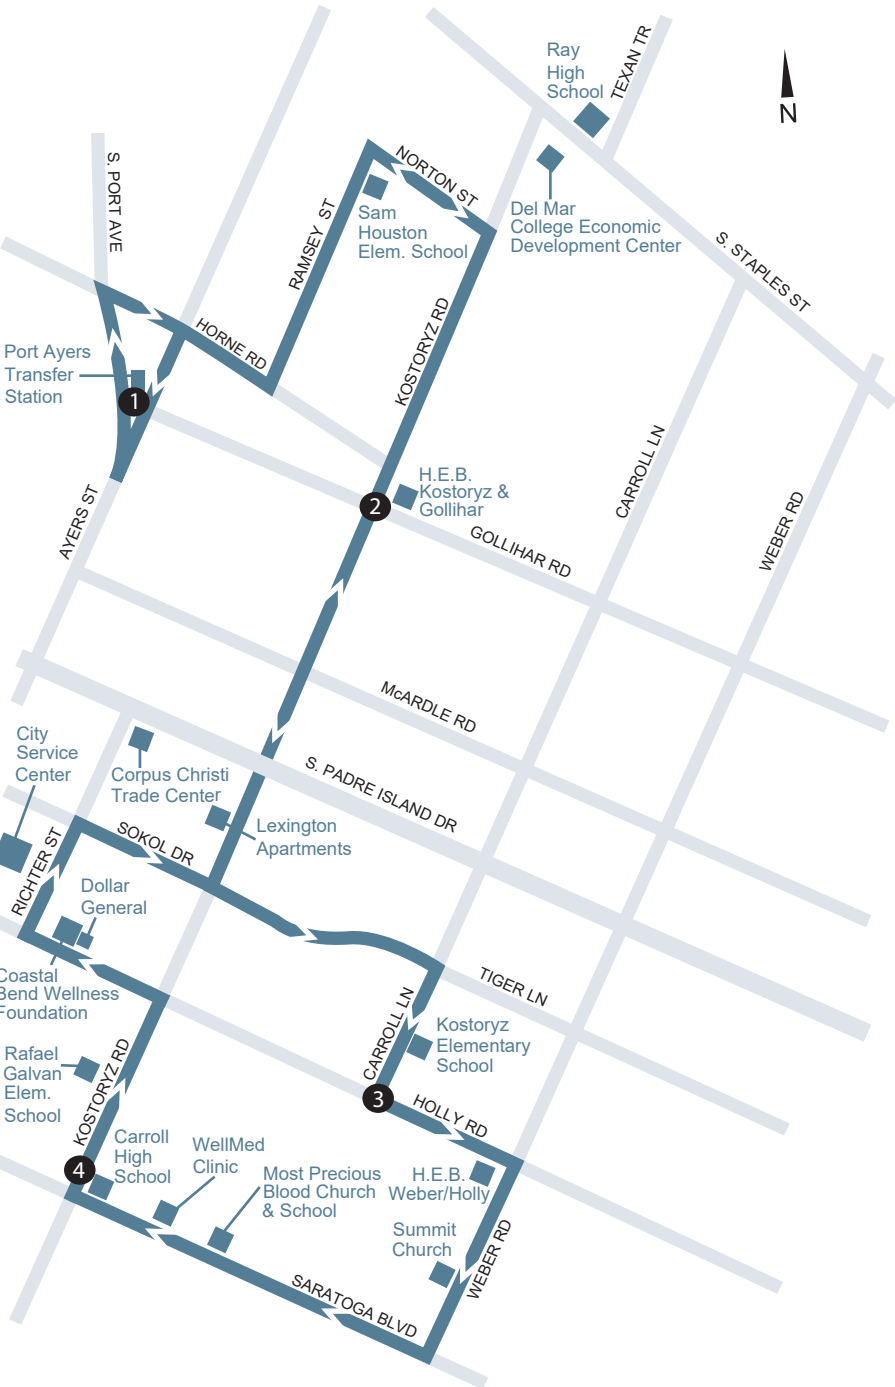 Ray
High
School
TEXAN TR
N
S. PORT AVE
NORTON ST
Sam
Houston
Elem. School
RAMSEY ST
Del Mar
College Economic
Development Center
S. STAPLES ST
HORNE RD
KOSTORYZ RD
Port Ayers
Transfer
Station
1
AYERS ST
H.E.B.
Kostoryz &
Gollihar
2
GOLLIHAR RD
CARROLL LN
WEBER RD
McARDLE RD
City
Service
Center
Corpus Christi
Trade Center
S. PADRE ISLAND DR
Lexington
Apartments
SOKOL DR
RICHTER ST
Dollar
General
Coastal
Bend Wellness
Foundation
TIGER LN
CARROLL LN
Kostoryz
Elementary
School
Rafael
Galvan
Elem.
School
KOSTORYZ RD
3
HOLLY RD
4
Carroll
High
School
WellMed
Clinic
Most Precious
Blood Church
& School
H.E.B.
Weber/Holly
Summit
Church
WEBER RD
SARATOGA BLVD